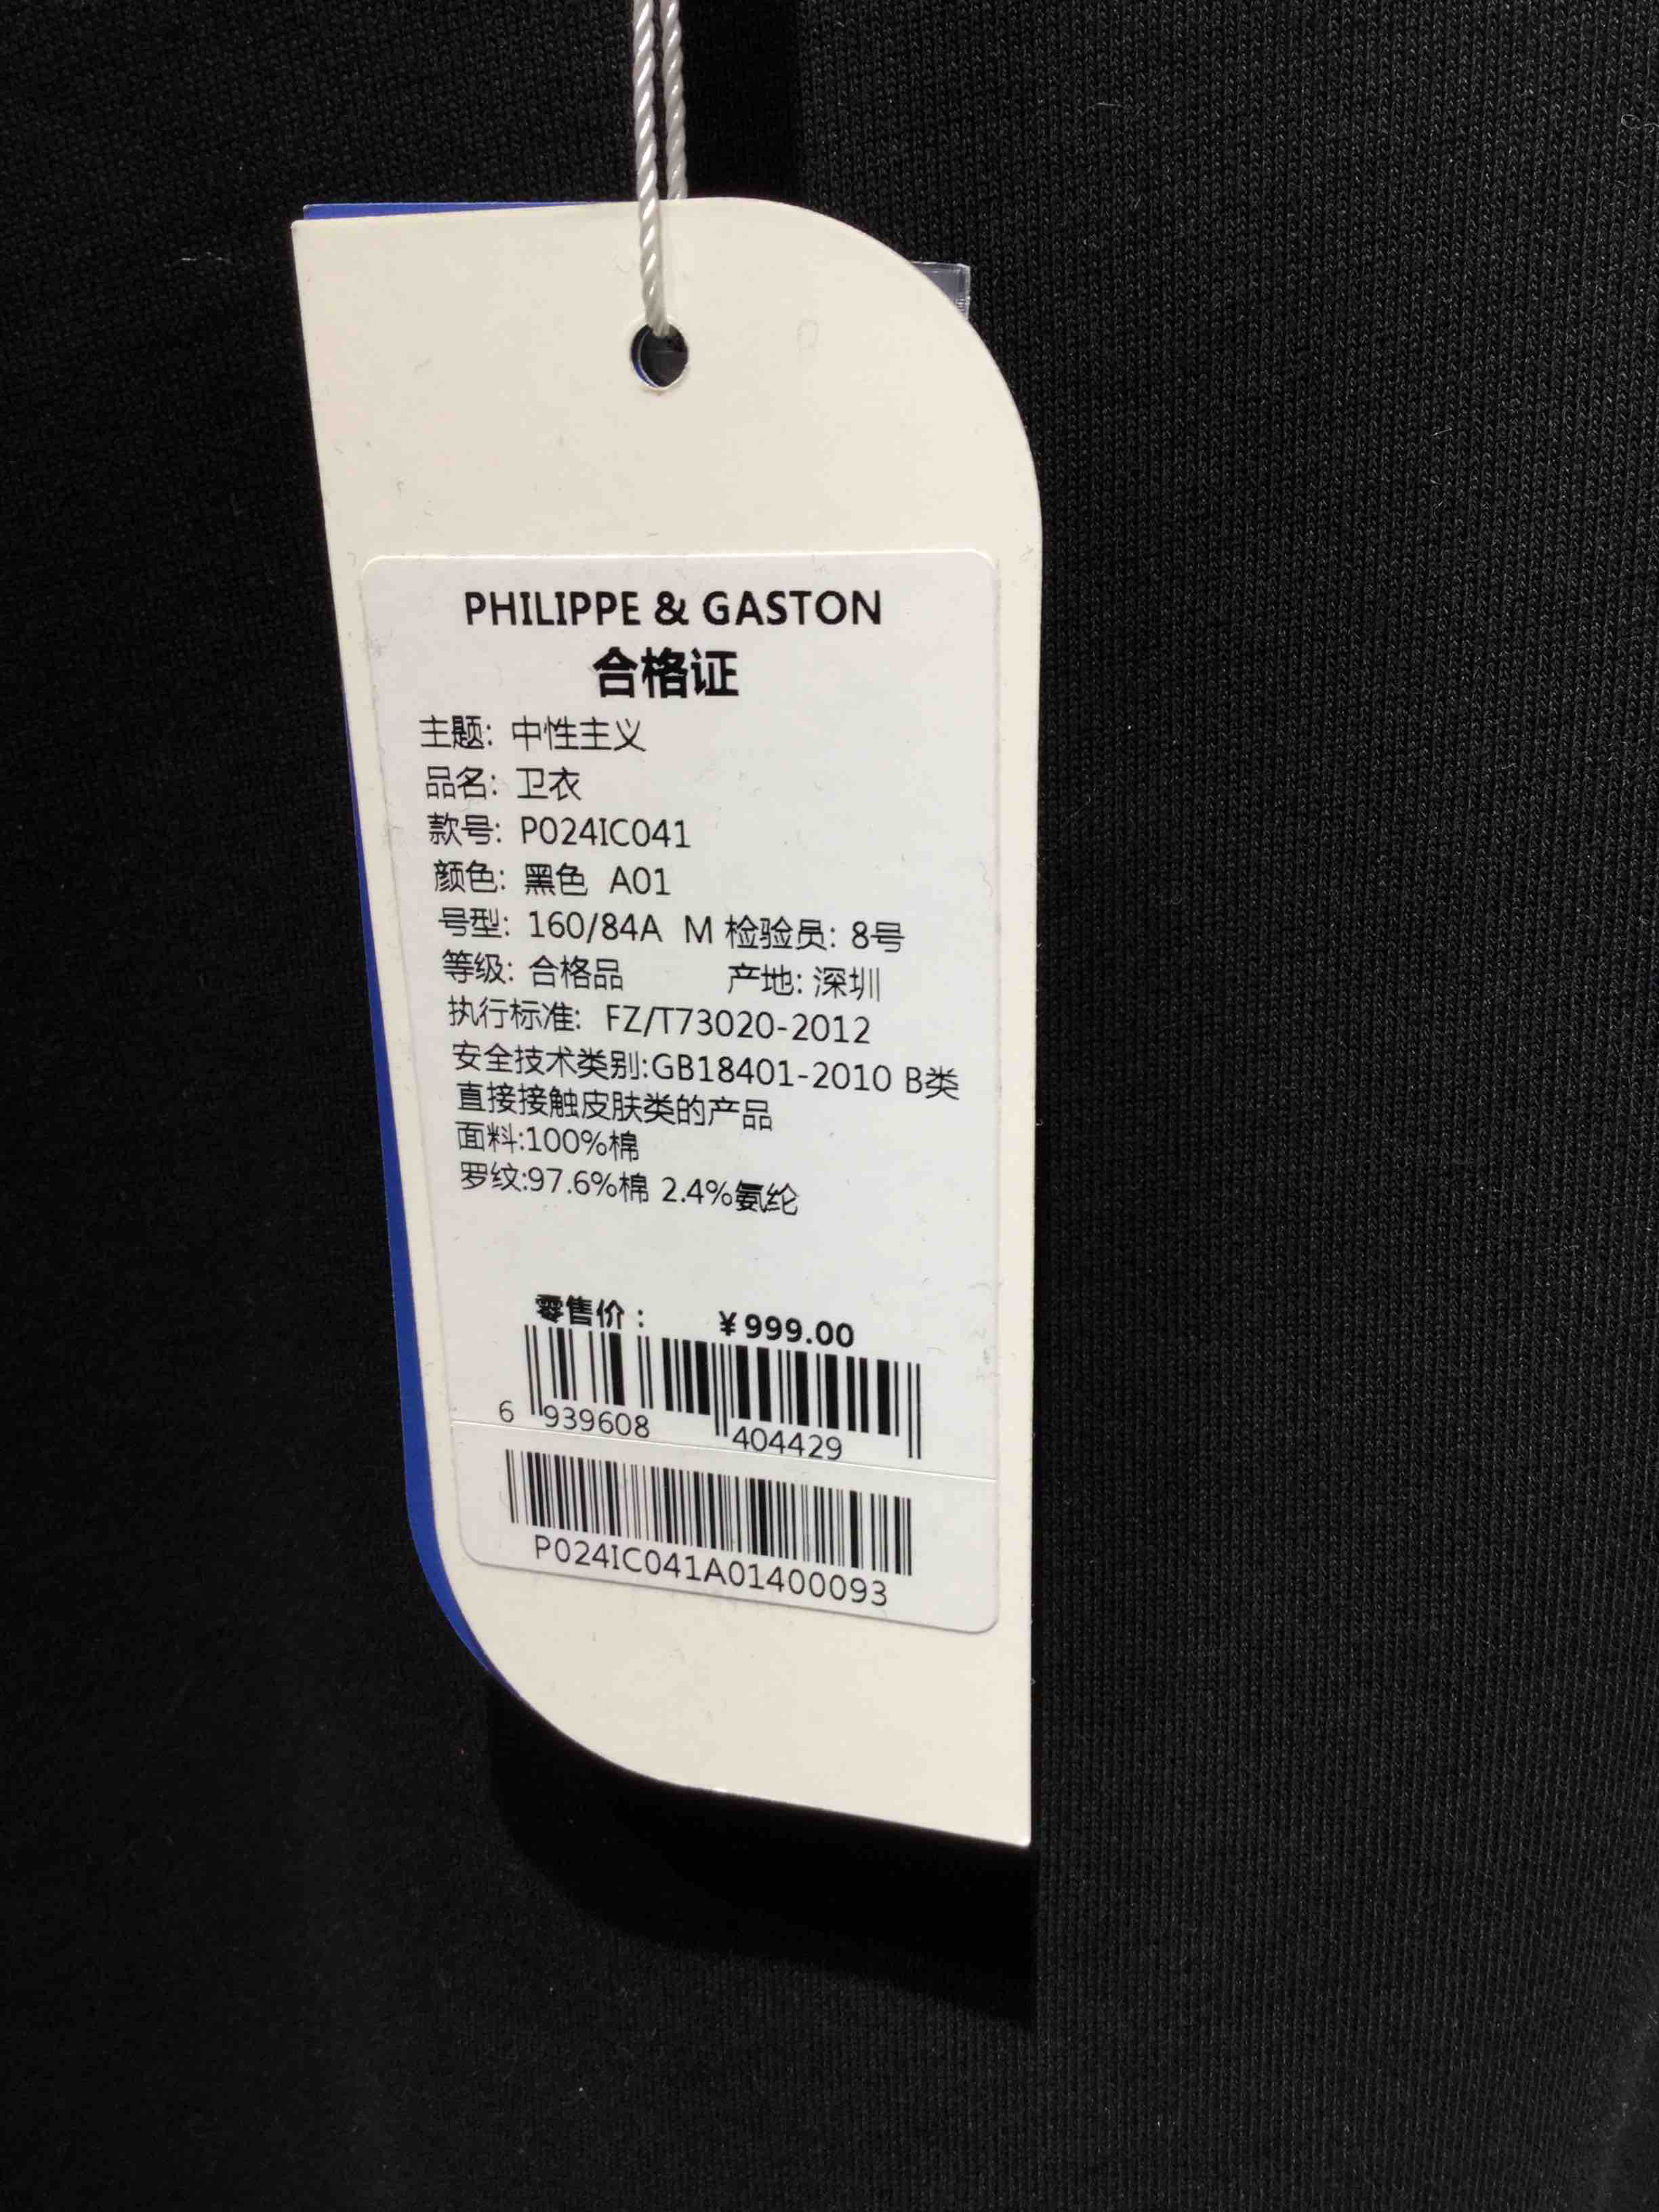 PHILIPPE & GASTON
合格证
主题: 中性主义
品名: 卫衣
款号: P024IC041
颜色: 黑色 A01
号型: 160/84A M 检验员: 8号
等级: 合格品 产地: 深圳
执行标准: FZ/T73020-2012
安全技术类别:GB18401-2010 B类
直接接触皮肤类的产品
面料:100%棉
罗纹:97.6%棉 2.4%氨纶
零售价： ¥999.00
6 939608 404429
P024IC041A01400093